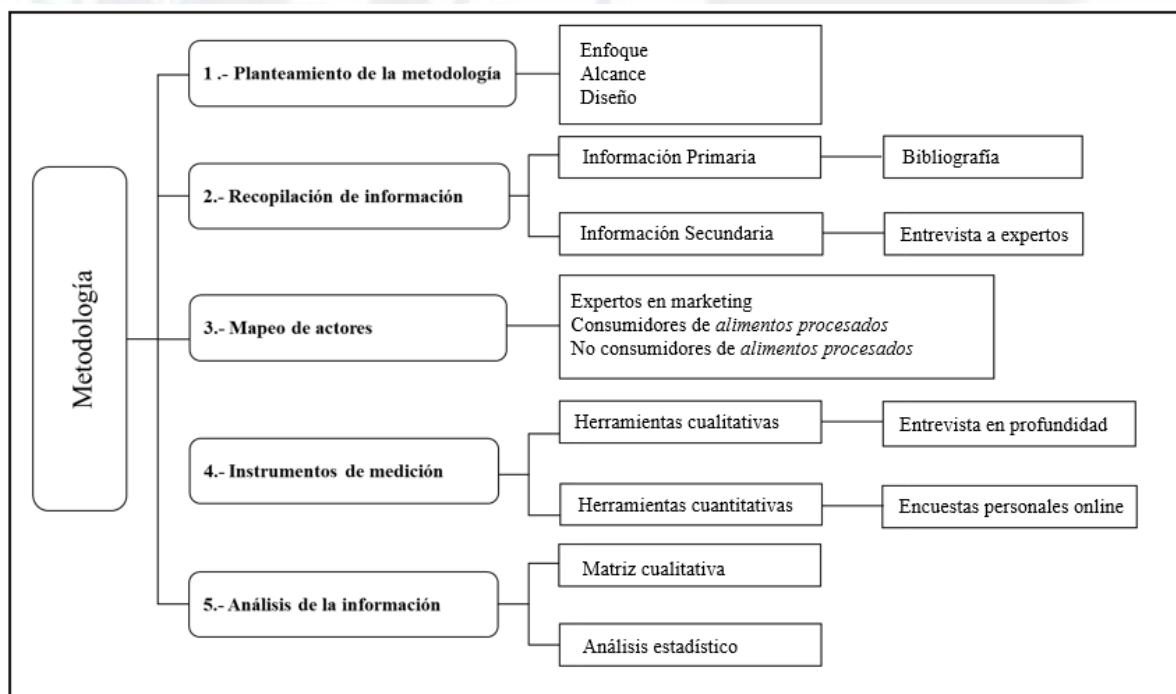 Metodología
1 .- Planteamiento de la metodología
Enfoque
Alcance
Diseño
2.- Recopilación de información
Información Primaria
Bibliografía
Información Secundaria
Entrevista a expertos
3.- Mapeo de actores
Expertos en marketing
Consumidores de alimentos procesados
No consumidores de alimentos procesados
4.- Instrumentos de medición
Herramientas cualitativas
Entrevista en profundidad
Herramientas cuantitativas
Encuestas personales online
5.- Análisis de la información
Matriz cualitativa
Análisis estadístico